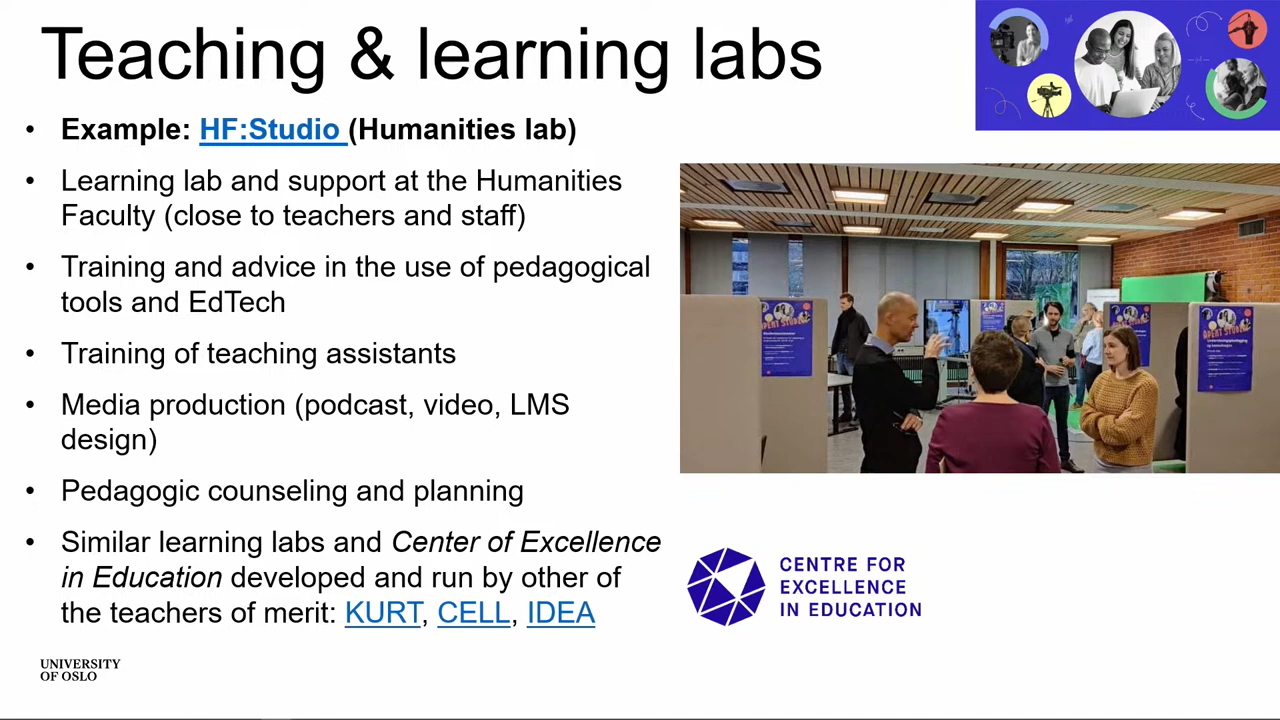 Teaching & learning labs
• Example: HF:Studio (Humanities lab)
• Learning lab and support at the Humanities
Faculty (close to teachers and staff)
• Training and advice in the use of pedagogical
tools and EdTech
• Training of teaching assistants
• Media production (podcast, video, LMS
design)
• Pedagogic counseling and planning
• Similar learning labs and Center of Excellence
in Education developed and run by other of
the teachers of merit: KURT, CELL, IDEA
CENTRE FOR
EXCELLENCE
IN EDUCATION
UNIVERSITY
OF OSLO